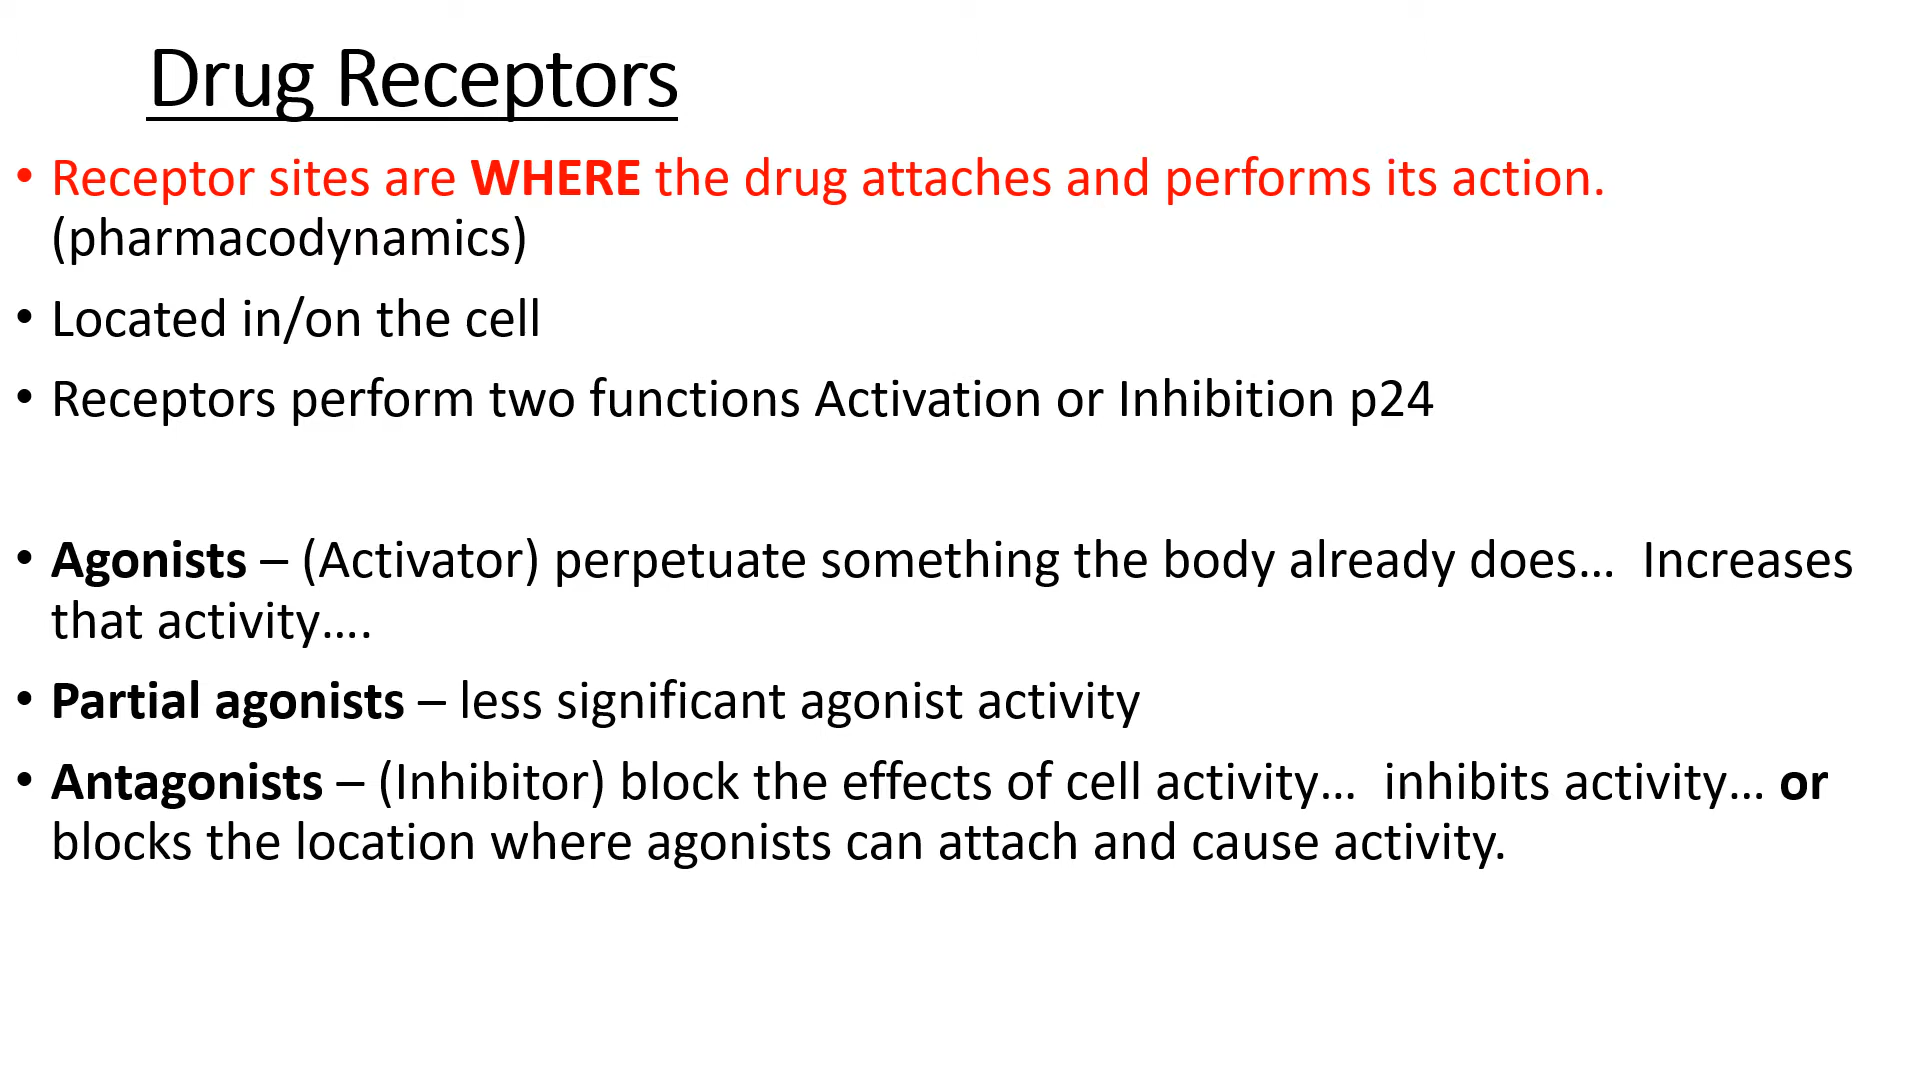 Drug Receptors
• Receptor sites are WHERE the drug attaches and performs its action.
(pharmacodynamics)
• Located in/on the cell
• Receptors perform two functions Activation or Inhibition p24
• Agonists – (Activator) perpetuate something the body already does…  Increases
that activity….
• Partial agonists – less significant agonist activity
• Antagonists – (Inhibitor) block the effects of cell activity…  inhibits activity… or
blocks the location where agonists can attach and cause activity.